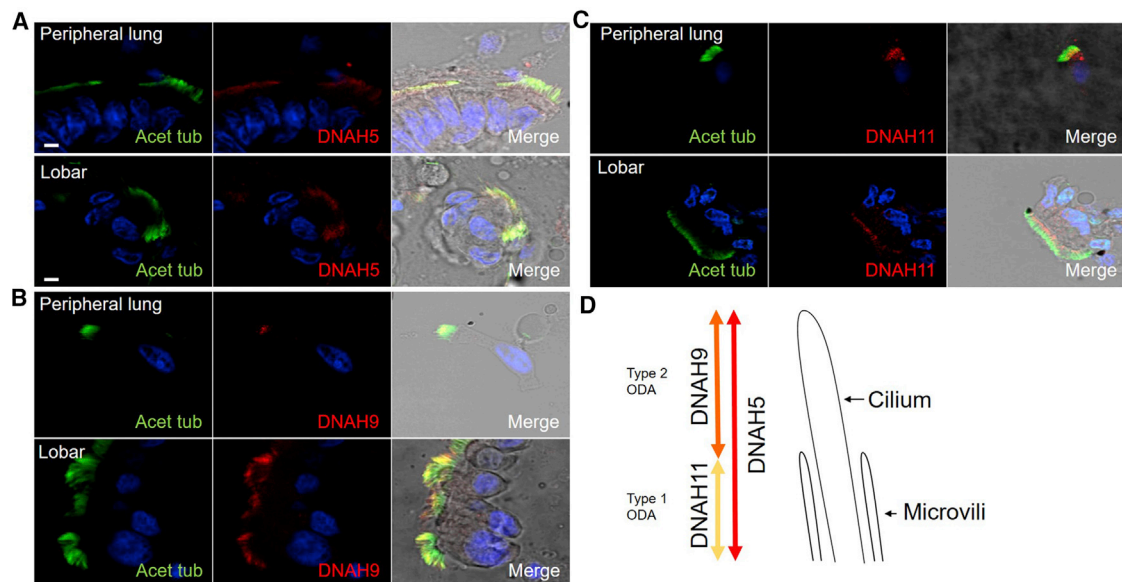 A
Peripheral lung
Acet tub
DNAH5
Merge
Lobar
Acet tub
DNAH5
Merge
B
Peripheral lung
Acet tub
DNAH9
Merge
Lobar
Acet tub
DNAH9
Merge
C
Peripheral lung
Acet tub
DNAH11
Merge
Lobar
Acet tub
DNAH11
Merge
D
Type 2
ODA
DNAH9
DNAH5
Cilium
Type 1
ODA
DNAH11
Microvili